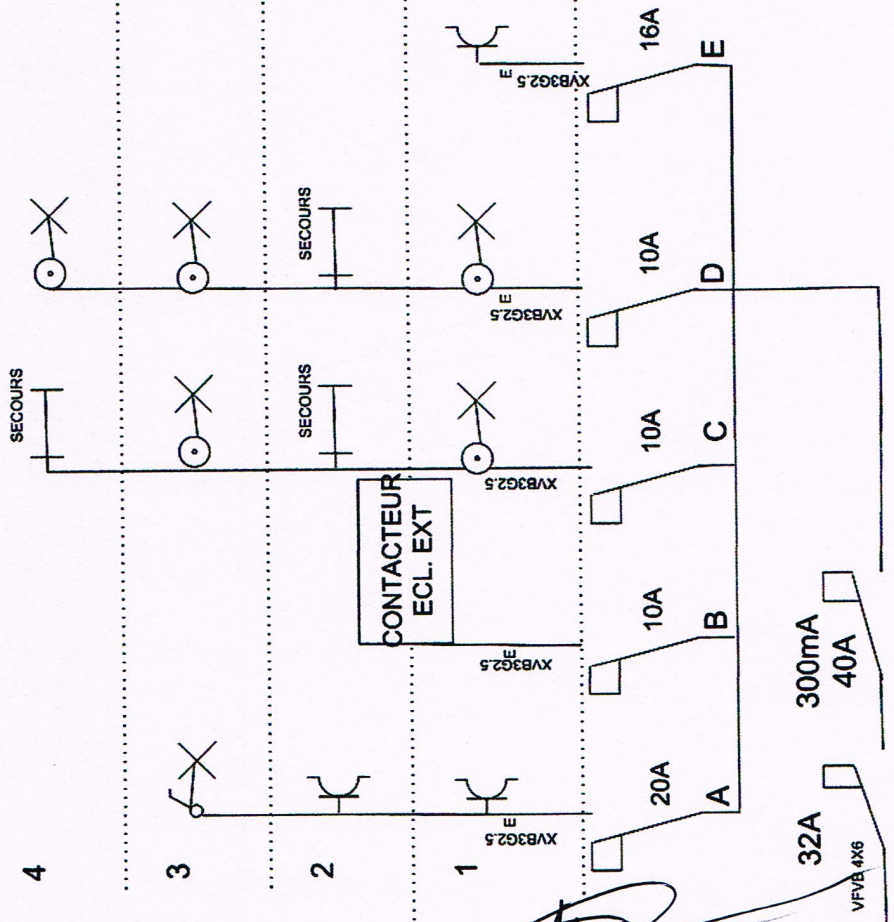 4
3
2
1
SECOURS
SECOURS
SECOURS
CONTACTEUR
ECL. EXT
E
XVB3G2.5
E
XVB3G2.5
XVB3G2.5
E
XVB3G2.5
E
XVB3G2.5
20A
10A
10A
10A
16A
A
B
C
D
E
32A
300mA
40A
VFVB 4X6